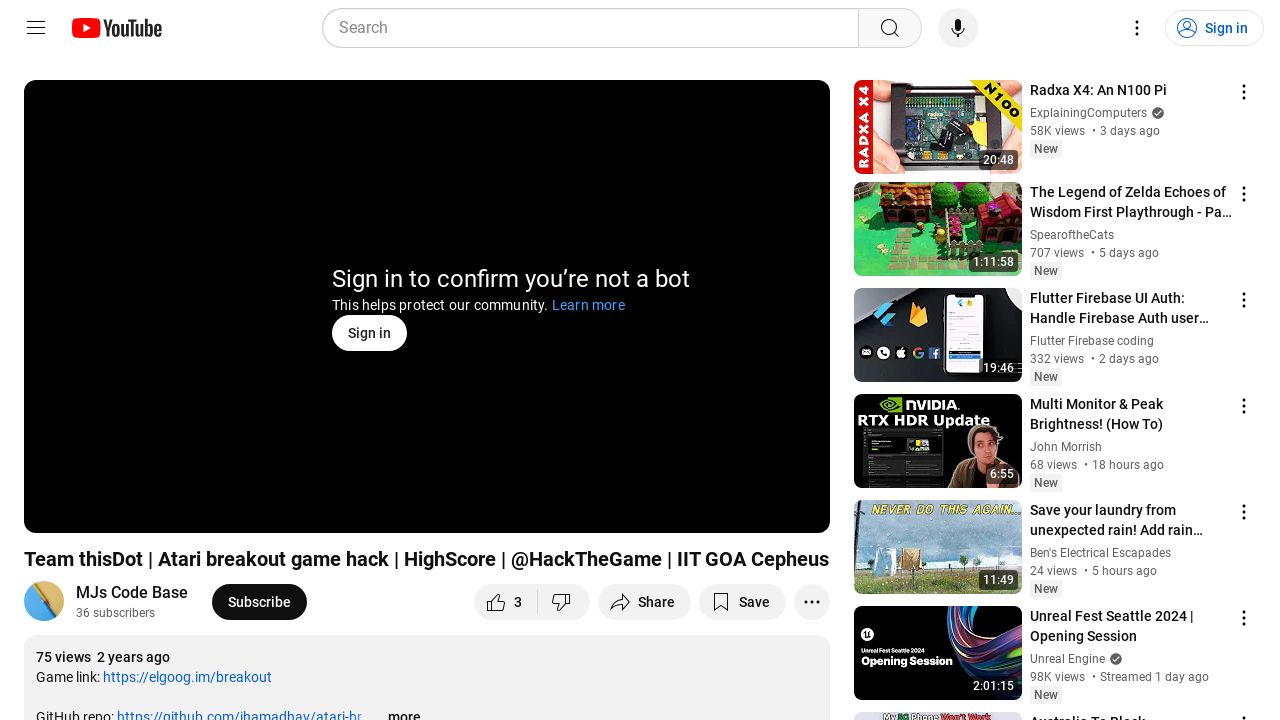 YouTube
Search
Sign in
Sign in to confirm you’re not a bot
This helps protect our community. Learn more
Sign in
Team thisDot | Atari breakout game hack | HighScore | @HackTheGame | IIT GOA Cepheus
MJs Code Base
36 subscribers
Subscribe
3
Share
Save
75 views 2 years ago
Game link: https://elgoog.im/breakout
GitHub repo: https://github.com/jhamadhav/atari-br... ...more
RADXA X4
N100
radxa
20:48
Radxa X4: An N100 Pi
ExplainingComputers
58K views • 3 days ago
New
1:11:58
The Legend of Zelda Echoes of
Wisdom First Playthrough - Pa…
SpearoftheCats
707 views • 5 days ago
New
19:46
Flutter Firebase UI Auth:
Handle Firebase Auth user…
Flutter Firebase coding
332 views • 2 days ago
New
NVIDIA.
RTX HDR Update
6:55
Multi Monitor & Peak
Brightness! (How To)
John Morrish
68 views • 18 hours ago
New
NEVER DO THIS AGAIN...
11:49
Save your laundry from
unexpected rain! Add rain…
Ben's Electrical Escapades
24 views • 5 hours ago
New
Unreal Fest Seattle 2024
Opening Session
2:01:15
Unreal Fest Seattle 2024 |
Opening Session
Unreal Engine
98K views • Streamed 1 day ago
New
My 5G Phone Won't Work
Australia To Block